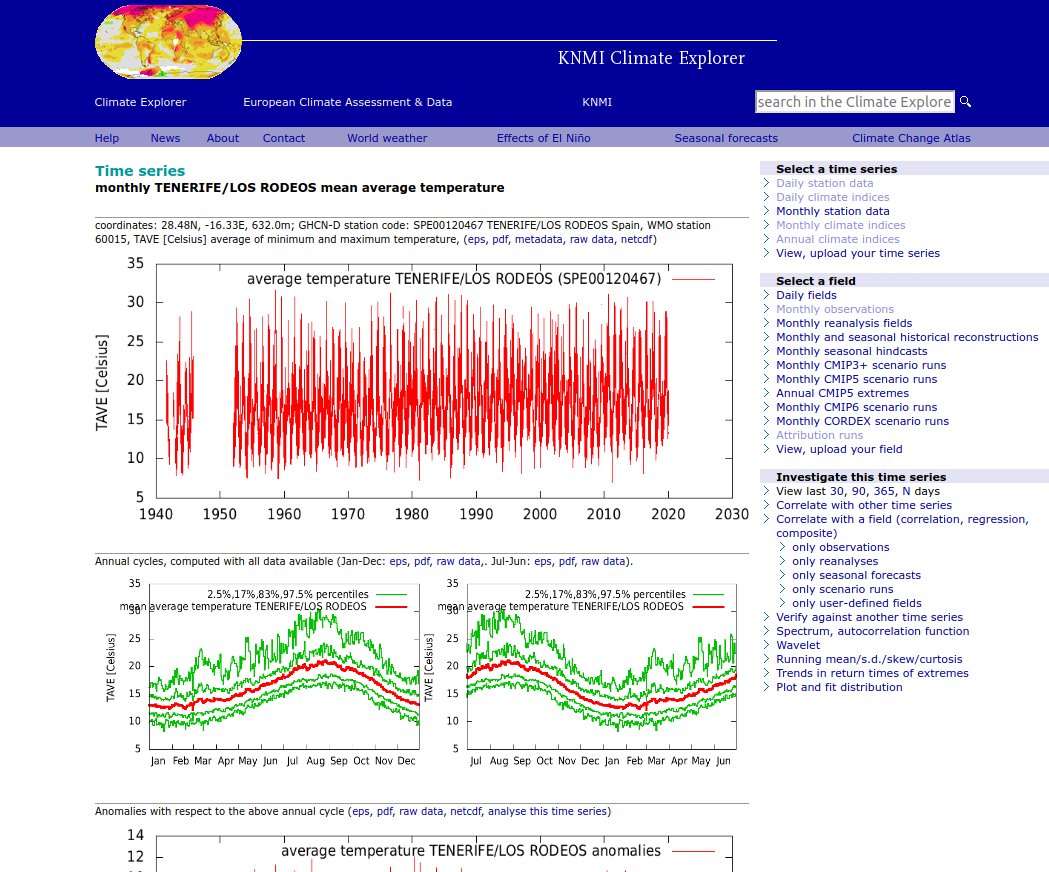 KNMI Climate Explorer
Climate Explorer European Climate Assessment & Data KNMI search in the Climate Explore
Help News About Contact World weather Effects of El Niño Seasonal forecasts Climate Change Atlas
Time series
monthly TENERIFE/LOS RODEOS mean average temperature
coordinates: 28.48N, -16.33E, 632.0m; GHCN-D station code: SPE00120467 TENERIFE/LOS RODEOS Spain, WMO station
60015, TAVE [Celsius] average of minimum and maximum temperature, (eps, pdf, metadata, raw data, netcdf)
average temperature TENERIFE/LOS RODEOS (SPE00120467)
TAVE [Celsius]
35
30
25
20
15
10
5
1940 1950 1960 1970 1980 1990 2000 2010 2020 2030
Annual cycles, computed with all data available (Jan-Dec: eps, pdf, raw data,. Jul-Jun: eps, pdf, raw data).
2.5%,17%,83%,97.5% percentiles
mean average temperature TENERIFE/LOS RODEOS
TAVE [Celsius]
35
30
25
20
15
10
5
Jan Feb Mar Apr May Jun Jul Aug Sep Oct Nov Dec
2.5%,17%,83%,97.5% percentiles
mean average temperature TENERIFE/LOS RODEOS
TAVE [Celsius]
35
30
25
20
15
10
5
Jul Aug Sep Oct Nov Dec Jan Feb Mar Apr May Jun
Anomalies with respect to the above annual cycle (eps, pdf, raw data, netcdf, analyse this time series)
14
12
average temperature TENERIFE/LOS RODEOS anomalies
Select a time series
Daily station data
Daily climate indices
Monthly station data
Monthly climate indices
Annual climate indices
View, upload your time series
Select a field
Daily fields
Monthly observations
Monthly reanalysis fields
Monthly and seasonal historical reconstructions
Monthly seasonal hindcasts
Monthly CMIP3+ scenario runs
Monthly CMIP5 scenario runs
Annual CMIP5 extremes
Monthly CMIP6 scenario runs
Monthly CORDEX scenario runs
Attribution runs
View, upload your field
Investigate this time series
View last 30, 90, 365, N days
Correlate with other time series
Correlate with a field (correlation, regression,
composite)
only observations
only reanalyses
only seasonal forecasts
only scenario runs
only user-defined fields
Verify against another time series
Spectrum, autocorrelation function
Wavelet
Running mean/s.d./skew/curtosis
Trends in return times of extremes
Plot and fit distribution